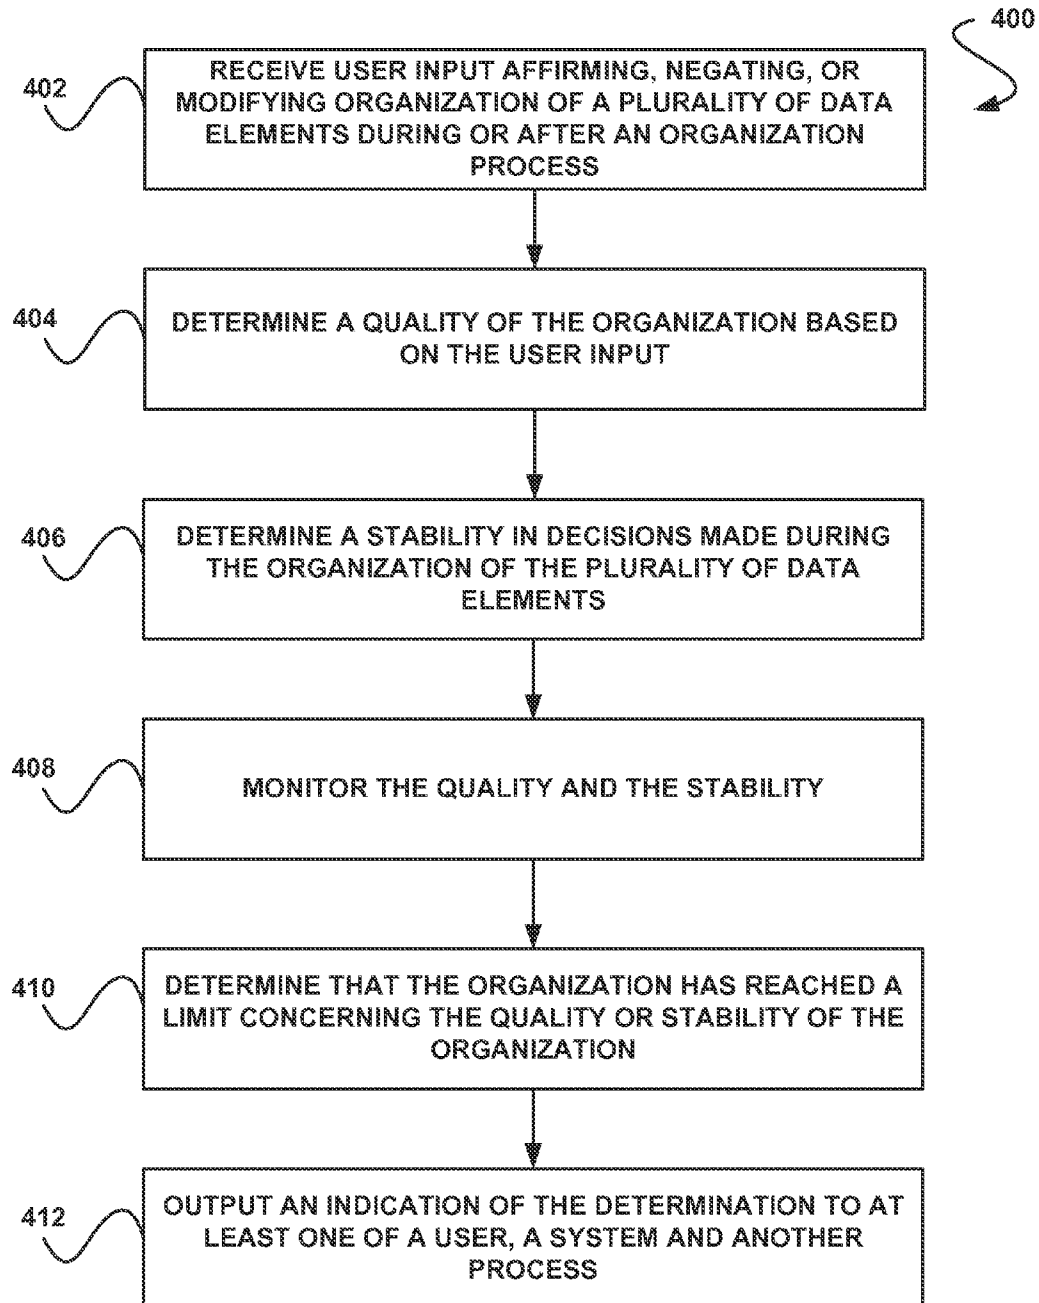 400
402
RECEIVE USER INPUT AFFIRMING, NEGATING, OR
MODIFYING ORGANIZATION OF A PLURALITY OF DATA
ELEMENTS DURING OR AFTER AN ORGANIZATION
PROCESS
404
DETERMINE A QUALITY OF THE ORGANIZATION BASED
ON THE USER INPUT
406
DETERMINE A STABILITY IN DECISIONS MADE DURING
THE ORGANIZATION OF THE PLURALITY OF DATA
ELEMENTS
408
MONITOR THE QUALITY AND THE STABILITY
410
DETERMINE THAT THE ORGANIZATION HAS REACHED A
LIMIT CONCERNING THE QUALITY OR STABILITY OF THE
ORGANIZATION
412
OUTPUT AN INDICATION OF THE DETERMINATION TO AT
LEAST ONE OF A USER, A SYSTEM AND ANOTHER
PROCESS